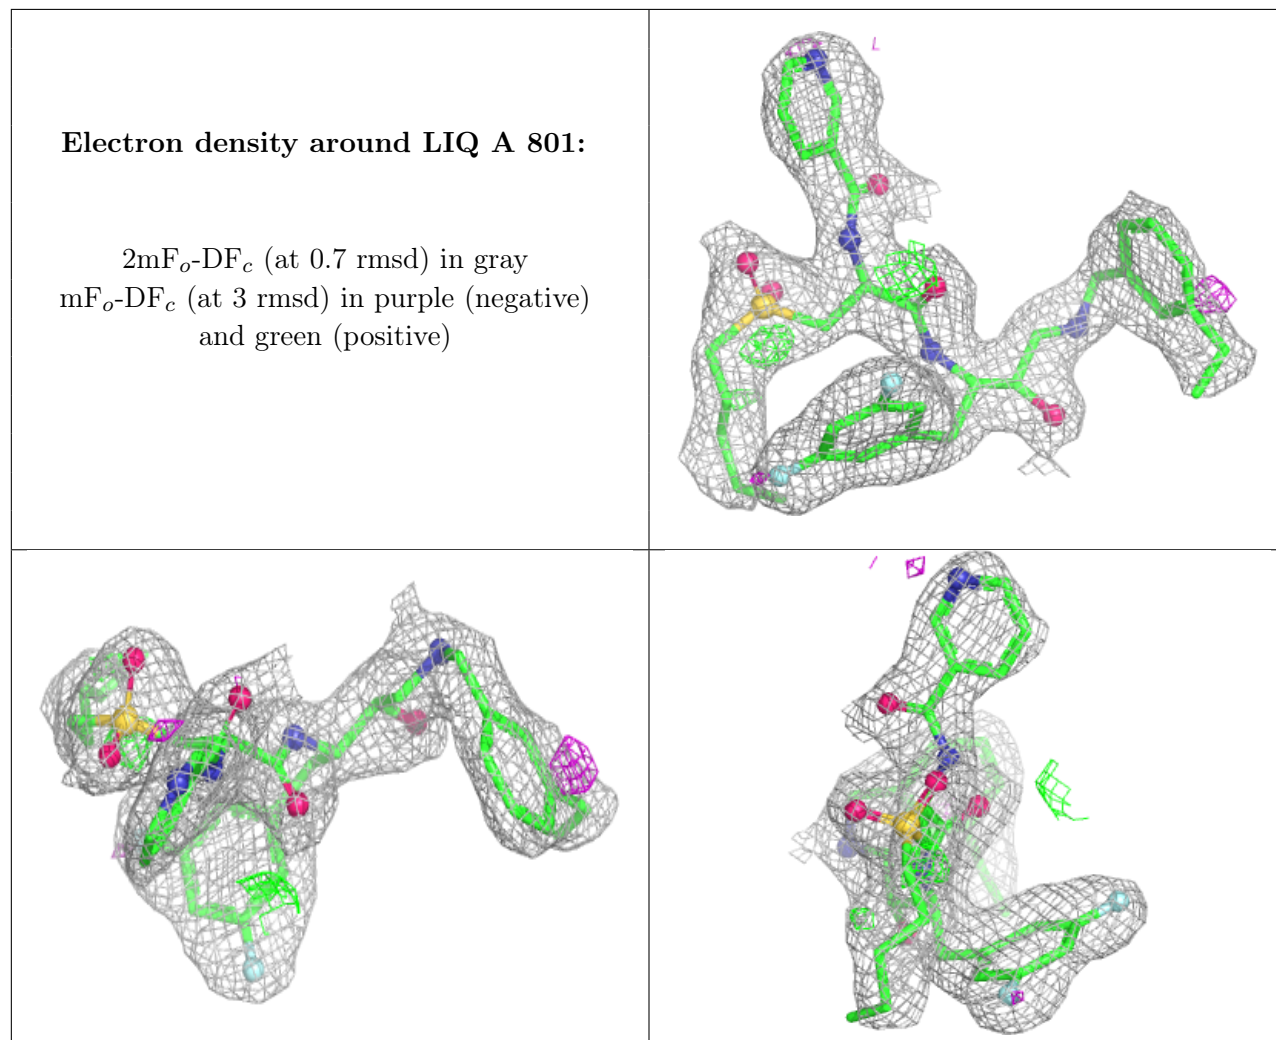 Electron density around LIQ A 801:
2mFo-DFc (at 0.7 rmsd) in gray
mFo-DFc (at 3 rmsd) in purple (negative)
and green (positive)